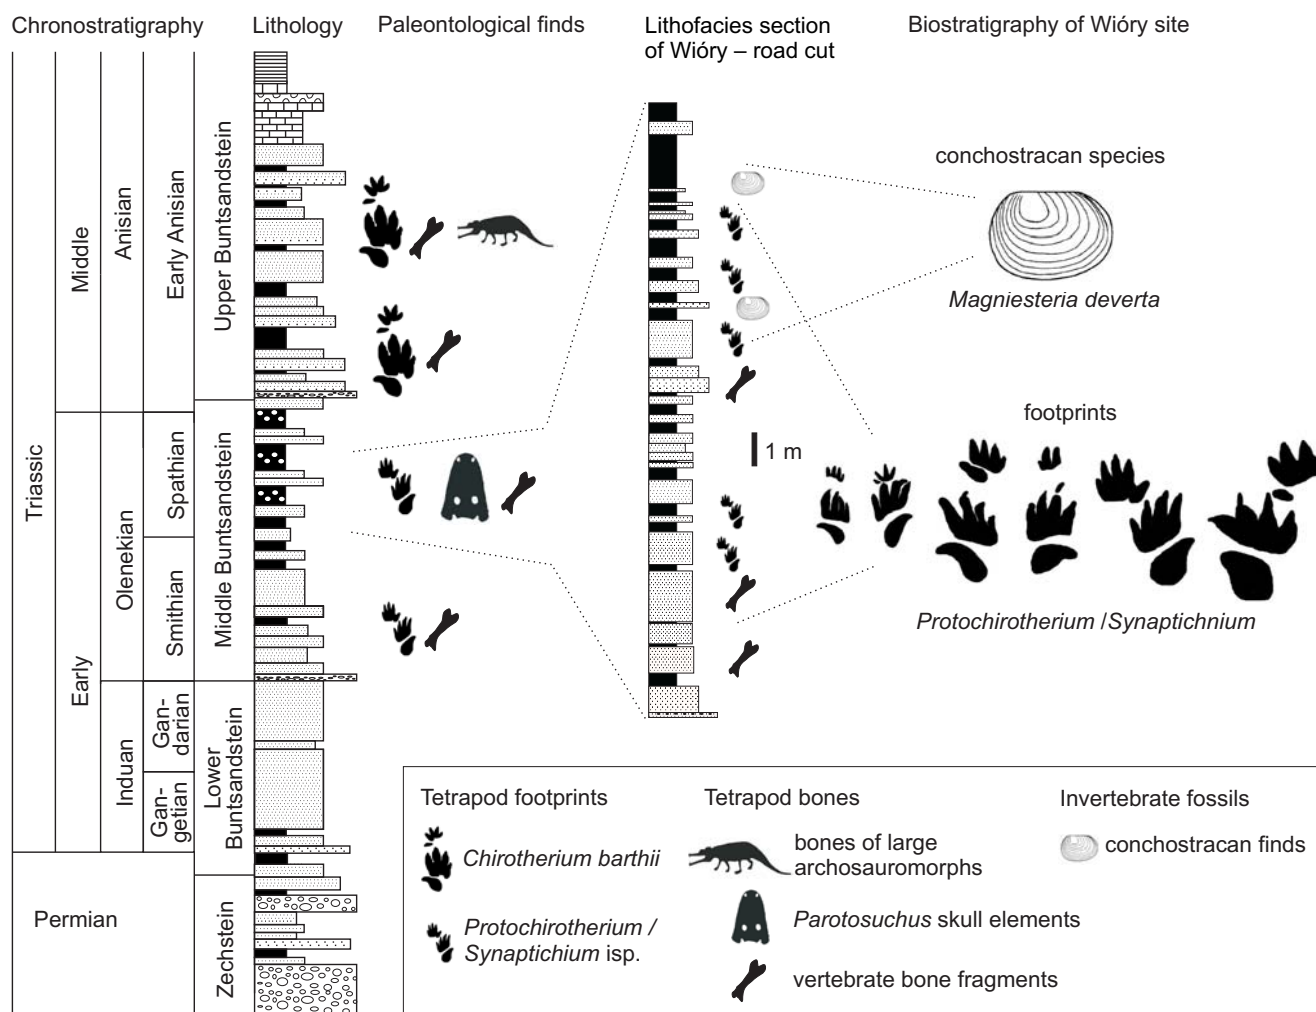 Chronostratigraphy
Lithology
Paleontological finds
Lithofacies section
of Wióry – road cut
Biostratigraphy of Wióry site
Triassic
Permian
Middle
Early
Anisian
Olenekian
Induan
Early Anisian
Spathian
Smithian
Gan-
darian
Gan-
getian
Upper Buntsandstein
Middle Buntsandstein
Lower
Buntsandstein
Zechstein
1 m
conchostracan species
Magniesteria deverta
footprints
Protochirotherium /Synaptichnium
Tetrapod footprints
Chirotherium barthii
Protochirotherium /
Synaptichium isp.
Tetrapod bones
bones of large
archosauromorphs
Parotosuchus skull elements
vertebrate bone fragments
Invertebrate fossils
conchostracan finds